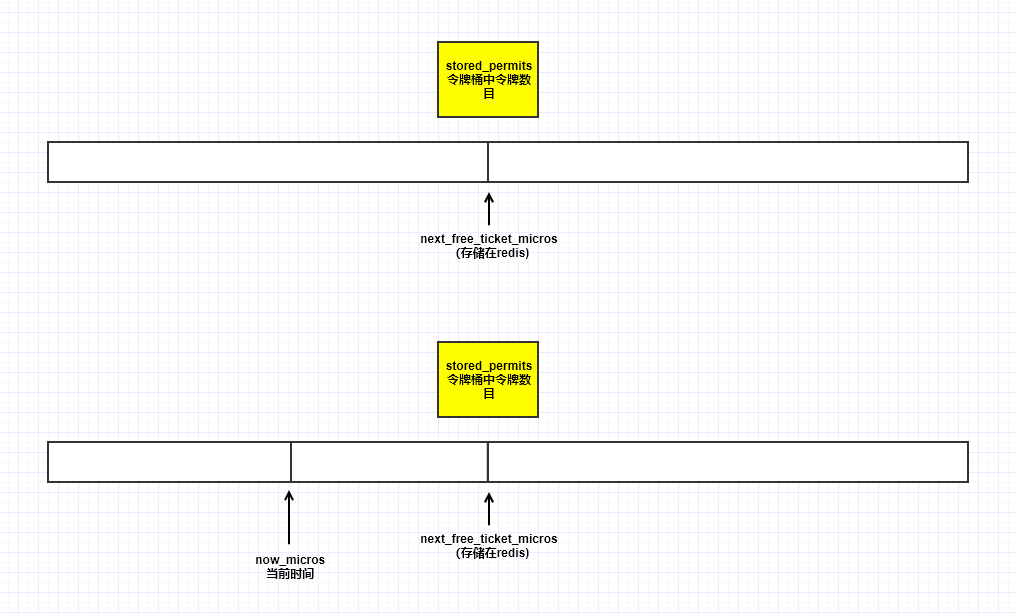 stored_permits
令牌桶中令牌数
目
next_free_ticket_micros
(存储在redis)
stored_permits
令牌桶中令牌数
目
next_free_ticket_micros
(存储在redis)
now_micros
当前时间